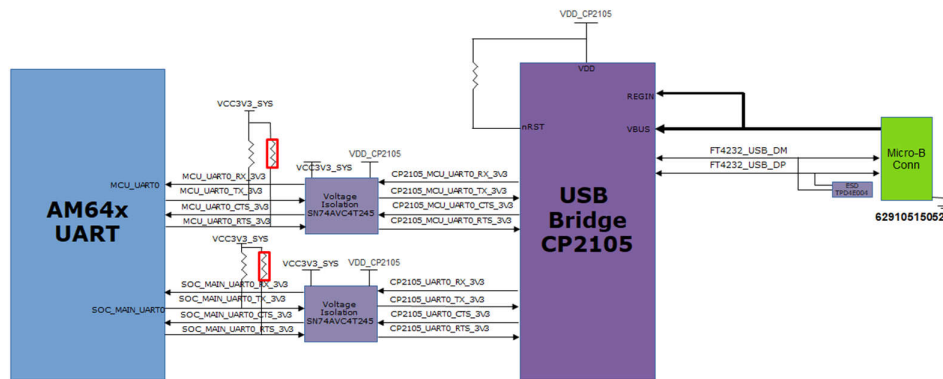 VDD_CP2105
VDD
REGIN
nRST
VBUS
VCC3V3_SYS
VCC3V3_SYS
VDD_CP2105
MCU_UART0
MCU_UART0_RX_3V3
MCU_UART0_TX_3V3
MCU_UART0_CTS_3V3
MCU_UART0_RTS_3V3
Voltage
Isolation
SN74AVC4T245
CP2105_MCU_UART0_RX_3V3
CP2105_MCU_UART0_TX_3V3
CP2105_MCU_UART0_CTS_3V3
CP2105_MCU_UART0_RTS_3V3
AM64x
UART
USB
Bridge
CP2105
FT4232_USB_DM
FT4232_USB_DP
ESD
TPD4E004
Micro-B
Conn
62910515052
VCC3V3_SYS
VCC3V3_SYS
VDD_CP2105
SOC_MAIN_UART0
SOC_MAIN_UART0_RX_3V3
SOC_MAIN_UART0_TX_3V3
SOC_MAIN_UART0_CTS_3V3
SOC_MAIN_UART0_RTS_3V3
Voltage
Isolation
SN74AVC4T245
CP2105_UART0_RX_3V3
CP2105_UART0_TX_3V3
CP2105_UART0_CTS_3V3
CP2105_UART0_RTS_3V3